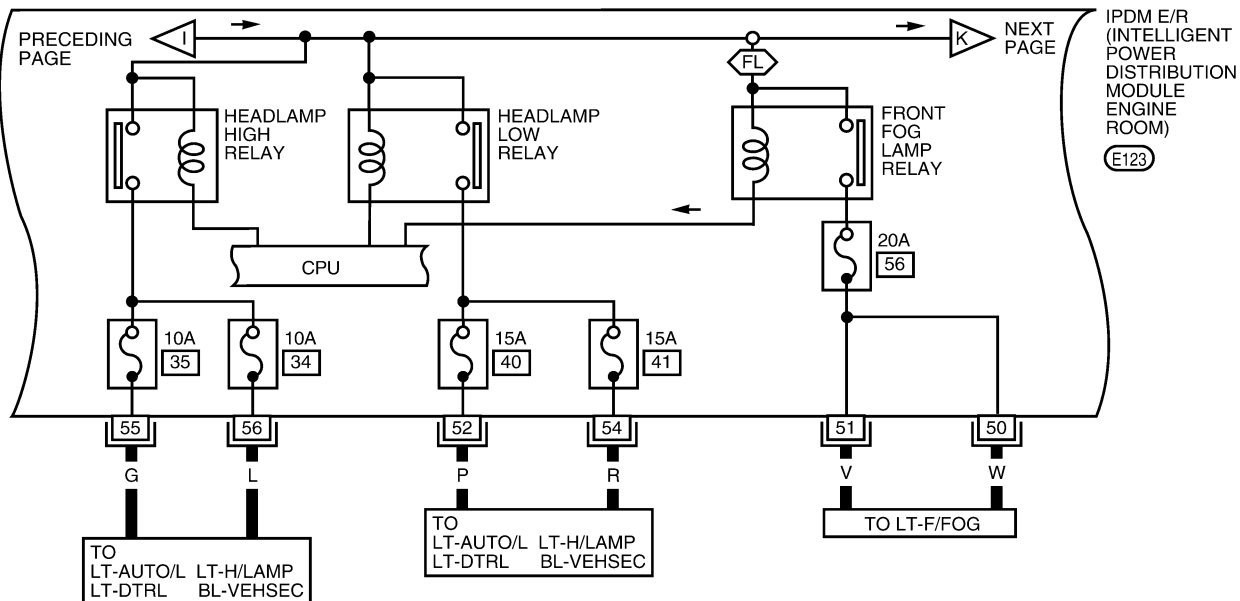 PRECEDING
PAGE
I
FL
K
NEXT
PAGE
IPDM E/R
(INTELLIGENT
POWER
DISTRIBUTION
MODULE
ENGINE
ROOM)
E123
HEADLAMP
HIGH
RELAY
HEADLAMP
LOW
RELAY
FRONT
FOG
LAMP
RELAY
CPU
20A
56
10A
35
10A
34
15A
40
15A
41
55
56
52
54
51
50
G
L
P
R
V
W
TO
LT-AUTO/L LT-H/LAMP
LT-DTRL BL-VEHSEC
TO
LT-AUTO/L LT-H/LAMP
LT-DTRL BL-VEHSEC
TO LT-F/FOG